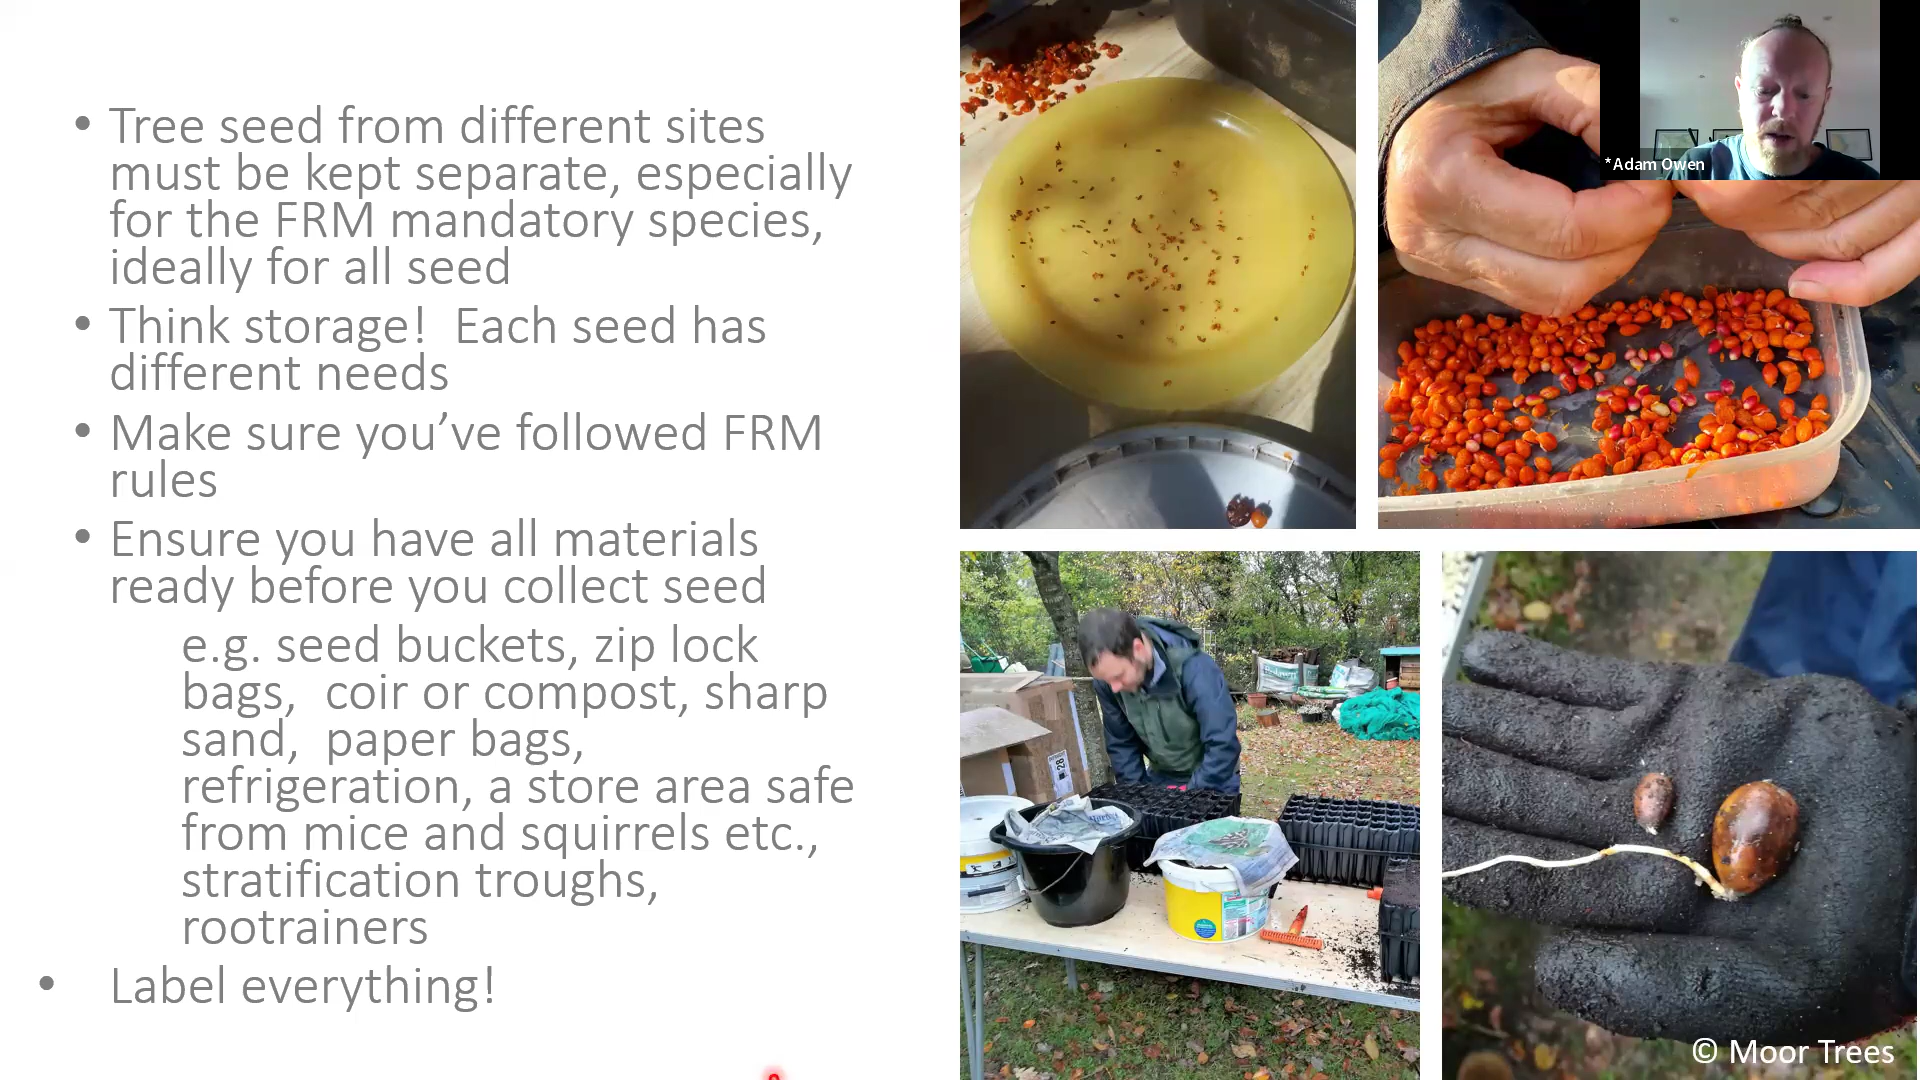 • Tree seed from different sites
must be kept separate, especially
for the FRM mandatory species,
ideally for all seed
• Think storage!  Each seed has
different needs
• Make sure you’ve followed FRM
rules
• Ensure you have all materials
ready before you collect seed
e.g. seed buckets, zip lock
bags,  coir or compost, sharp
sand,  paper bags,
refrigeration, a store area safe
from mice and squirrels etc.,
stratification troughs,
rootrainers
• Label everything!
*Adam Owen
28
© Moor Trees